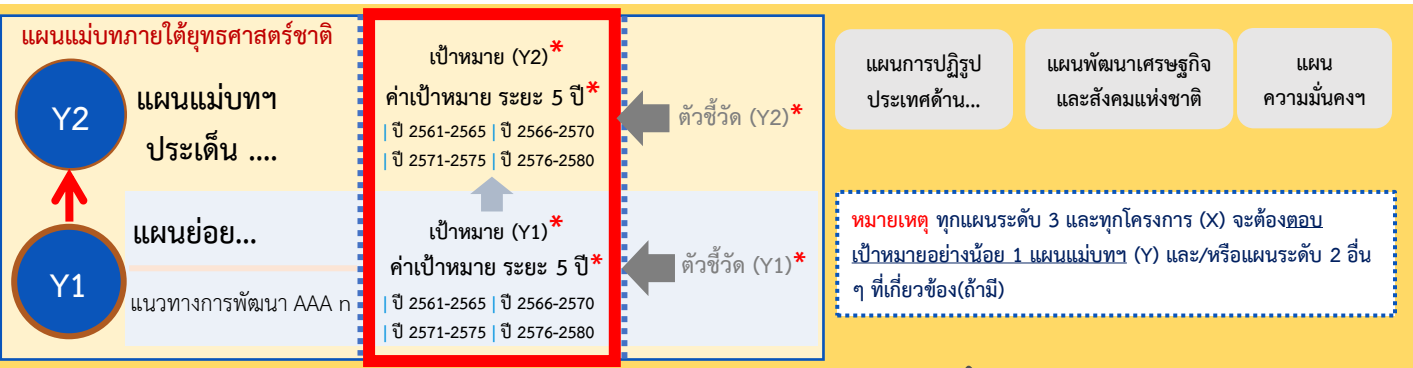 แผนแม่บทภายใต้ยุทธศาสตร์ชาติ
Y2
แผนแม่บทฯ
ประเด็น ....
เป้าหมาย (Y2)*
ค่าเป้าหมาย ระยะ 5 ปี*
| ปี 2561-2565 | ปี 2566-2570
| ปี 2571-2575 | ปี 2576-2580
ตัวชี้วัด (Y2)*
Y1
แผนย่อย...
แนวทางการพัฒนา AAA n
เป้าหมาย (Y1)*
ค่าเป้าหมาย ระยะ 5 ปี*
| ปี 2561-2565 | ปี 2566-2570
| ปี 2571-2575 | ปี 2576-2580
ตัวชี้วัด (Y1)*
แผนการปฏิรูป
ประเทศด้าน...
แผนพัฒนาเศรษฐกิจ
และสังคมแห่งชาติ
แผน
ความมั่นคงฯ
หมายเหตุ ทุกแผนระดับ 3 และทุกโครงการ (X) จะต้องตอบ
เป้าหมายอย่างน้อย 1 แผนแม่บทฯ (Y) และ/หรือแผนระดับ 2 อื่น
ๆ ที่เกี่ยวข้อง(ถ้ามี)